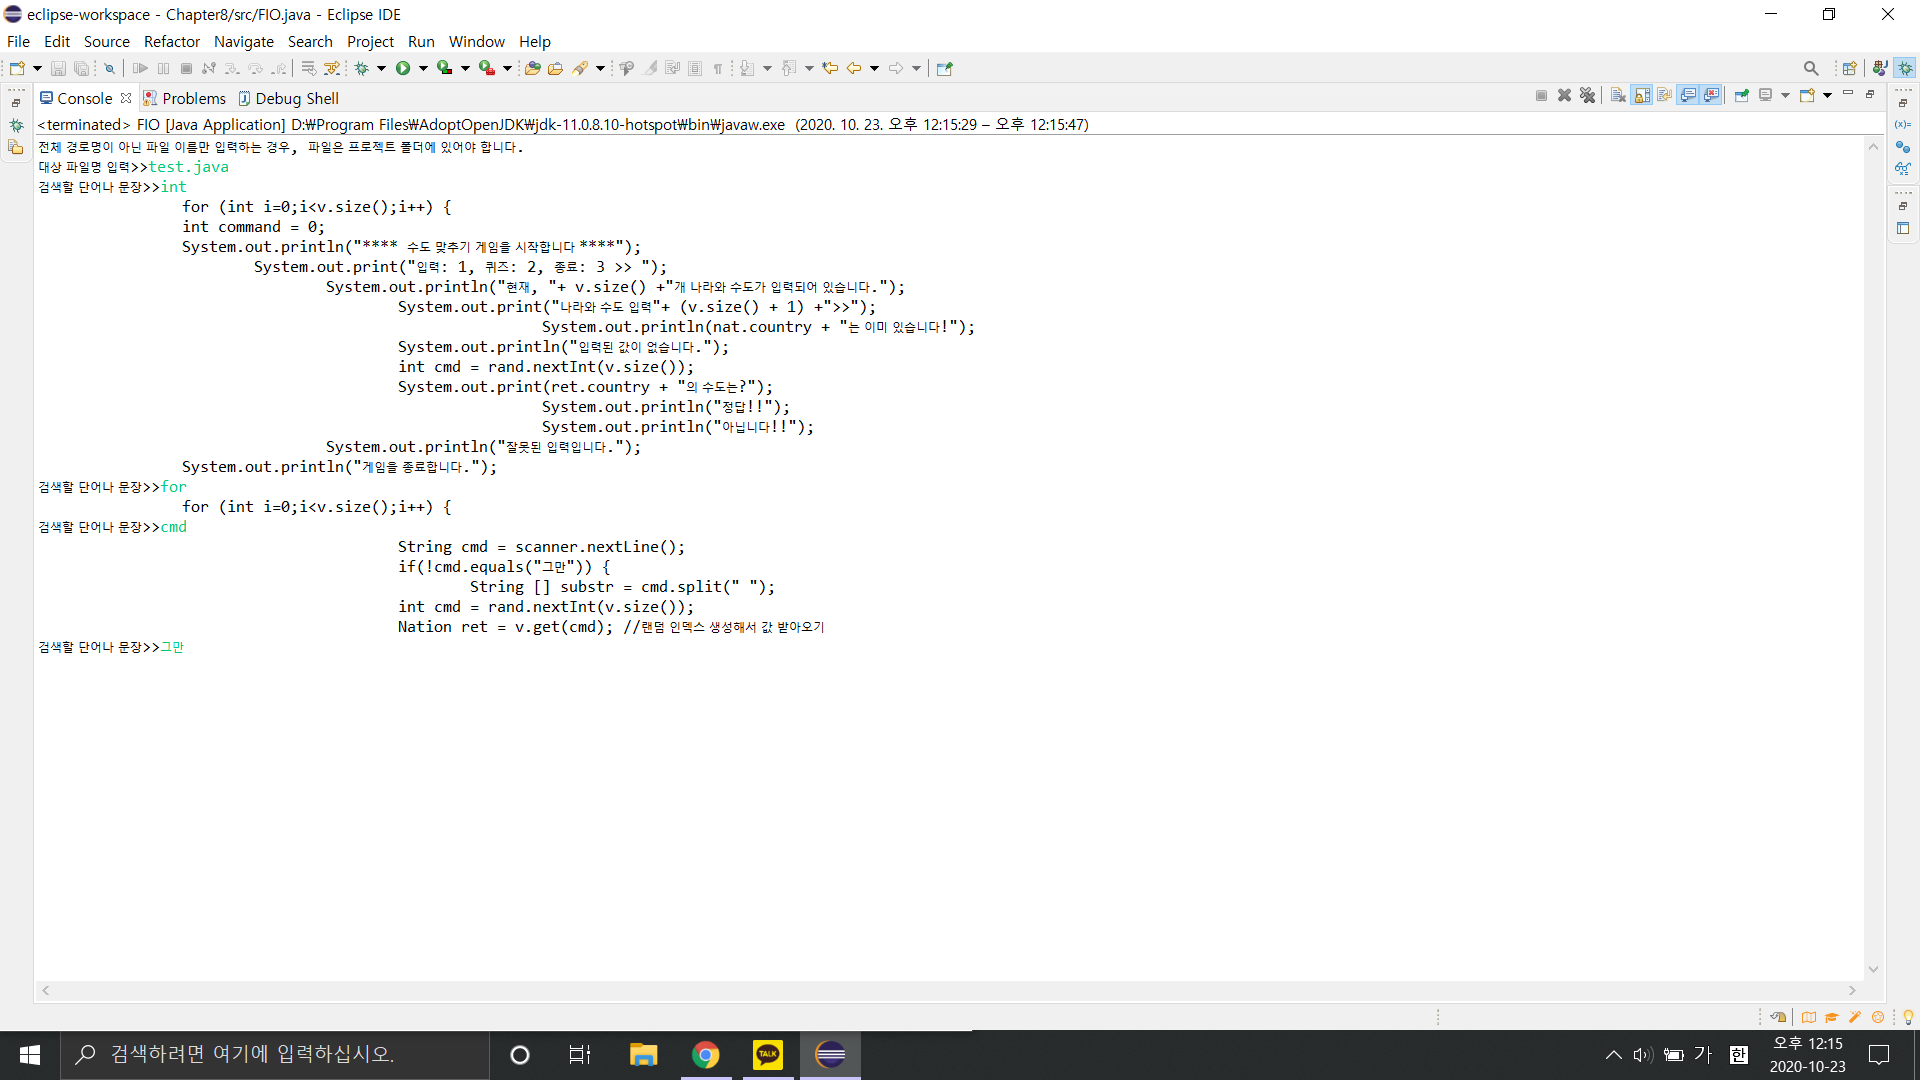 eclipse-workspace - Chapter8/src/FIO.java - Eclipse IDE
File Edit Source Refactor Navigate Search Project Run Window Help
Console Problems Debug Shell
<terminated> FIO [Java Application] D:₩Program Files₩AdoptOpenJDK₩jdk-11.0.8.10-hotspot₩bin₩javaw.exe (2020. 10. 23. 오후 12:15:29 – 오후 12:15:47)
전체 경로명이 아닌 파일 이름만 입력하는 경우, 파일은 프로젝트 폴더에 있어야 합니다.
대상 파일명 입력>>test.java
검색할 단어나 문장>>int
for (int i=0;i<v.size();i++) {
int command = 0;
System.out.println("**** 수도 맞추기 게임을 시작합니다 ****");
System.out.print("입력: 1, 퀴즈: 2, 종료: 3 >> ");
System.out.println("현재, "+ v.size() +"개 나라와 수도가 입력되어 있습니다.");
System.out.print("나라와 수도 입력"+ (v.size() + 1) +">>");
System.out.println(nat.country + "는 이미 있습니다!");
System.out.println("입력된 값이 없습니다.");
int cmd = rand.nextInt(v.size());
System.out.print(ret.country + "의 수도는?");
System.out.println("정답!!");
System.out.println("아닙니다!!");
System.out.println("잘못된 입력입니다.");
System.out.println("게임을 종료합니다.");
검색할 단어나 문장>>for
for (int i=0;i<v.size();i++) {
검색할 단어나 문장>>cmd
String cmd = scanner.nextLine();
if(!cmd.equals("그만")) {
String [] substr = cmd.split(" ");
int cmd = rand.nextInt(v.size());
Nation ret = v.get(cmd); //랜덤 인덱스 생성해서 값 받아오기
검색할 단어나 문장>>그만
검색하려면 여기에 입력하십시오.
TALK
가 한
오후 12:15
2020-10-23